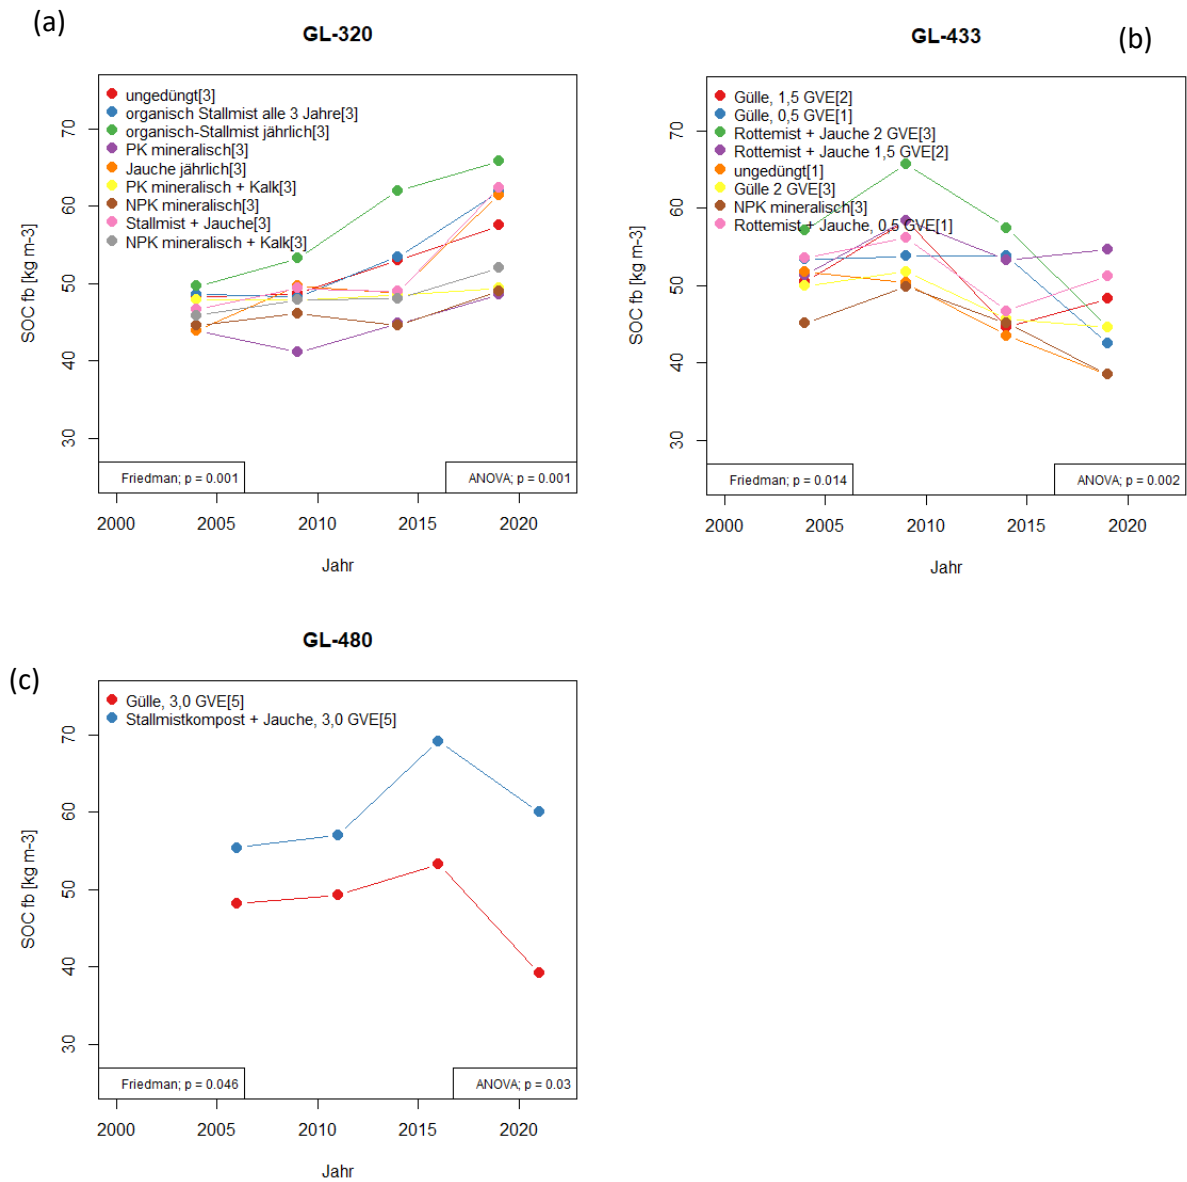 (a)
GL-320
ungedüngt[3]
organisch Stallmist alle 3 Jahre[3]
organisch-Stallmist jährlich[3]
PK mineralisch[3]
Jauche jährlich[3]
PK mineralisch + Kalk[3]
NPK mineralisch[3]
Stallmist + Jauche[3]
NPK mineralisch + Kalk[3]
SOC fb [kg m-3]
70
60
50
40
30
Friedman; p = 0.001
ANOVA; p = 0.001
2000 2005 2010 2015 2020
Jahr
GL-433
(b)
Gülle, 1,5 GVE[2]
Gülle, 0,5 GVE[1]
Rottemist + Jauche 2 GVE[3]
Rottemist + Jauche 1,5 GVE[2]
ungedüngt[1]
Gülle 2 GVE[3]
NPK mineralisch[3]
Rottemist + Jauche, 0,5 GVE[1]
SOC fb [kg m-3]
70
60
50
40
30
Friedman; p = 0.014
ANOVA; p = 0.002
2000 2005 2010 2015 2020
Jahr
(c)
GL-480
Gülle, 3,0 GVE[5]
Stallmistkompost + Jauche, 3,0 GVE[5]
SOC fb [kg m-3]
70
60
50
40
30
Friedman; p = 0.046
ANOVA; p = 0.03
2000 2005 2010 2015 2020
Jahr